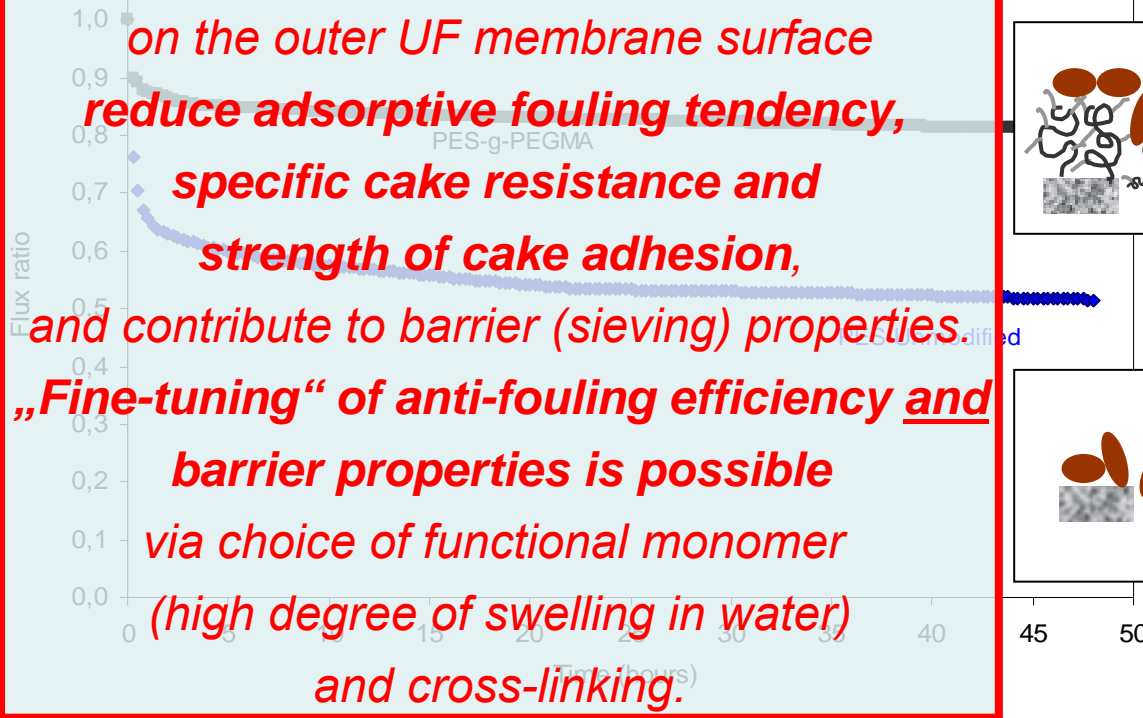 on the outer UF membrane surface
reduce adsorptive fouling tendency,
specific cake resistance and
strength of cake adhesion,
and contribute to barrier (sieving) properties.
„Fine-tuning“ of anti-fouling efficiency and
barrier properties is possible
via choice of functional monomer
(high degree of swelling in water)
and cross-linking.
1,0
0,9
0,8
0,7
0,6
0,5
0,4
0,3
0,2
0,1
0,0
Flux ratio
PES-g-PEGMA
PES-Unmodified
0 5 10 15 20 25 30 35 40 45 50
Time (hours)